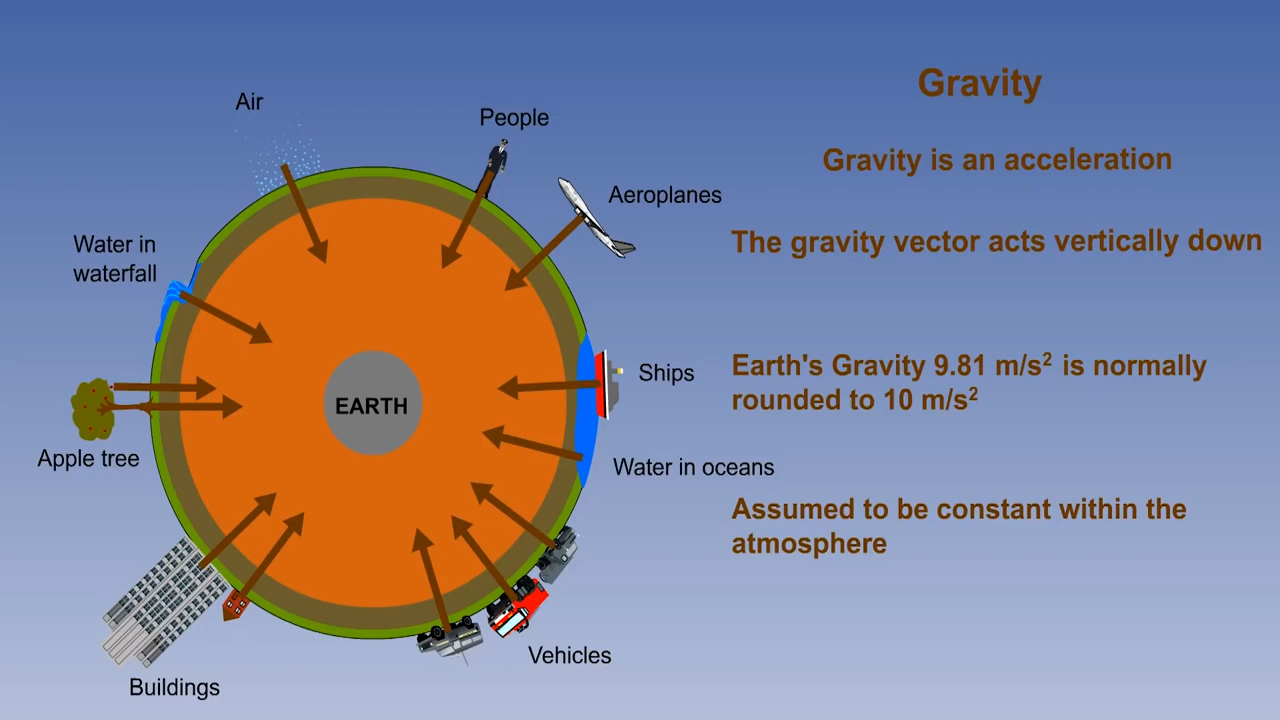 Gravity
Air
People
Gravity is an acceleration
Aeroplanes
The gravity vector acts vertically down
Water in
waterfall
Ships
Earth's Gravity 9.81 m/s² is normally
rounded to 10 m/s²
EARTH
Apple tree
Water in oceans
Assumed to be constant within the
atmosphere
Vehicles
Buildings